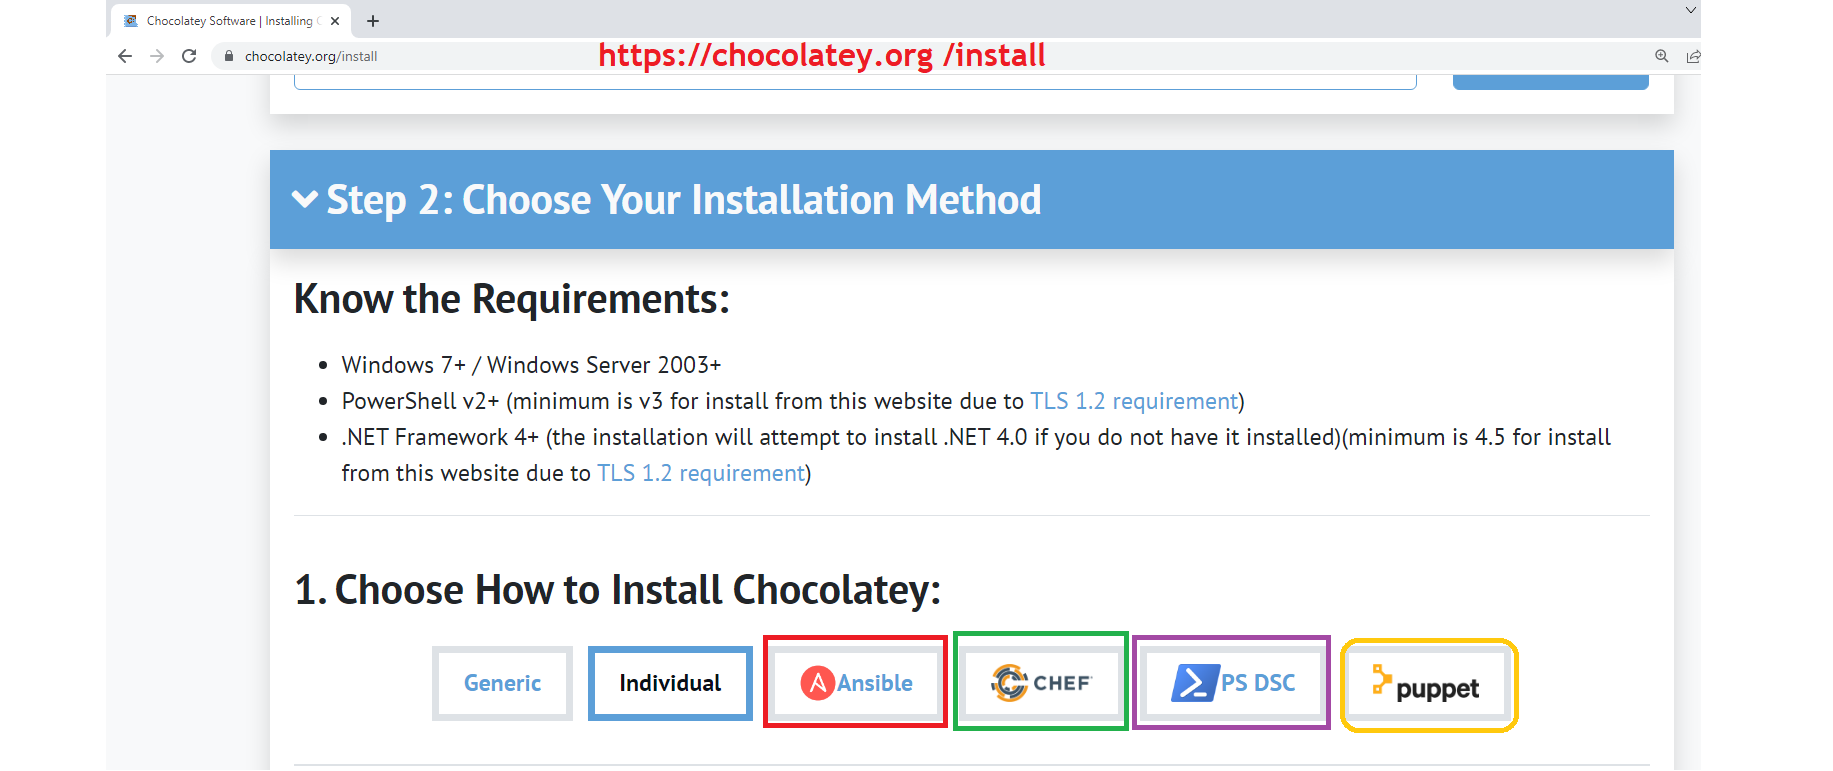 Chocolatey Software | Installing C
chocolatey.org/install
https://chocolatey.org /install
Step 2: Choose Your Installation Method
Know the Requirements:
Windows 7+ / Windows Server 2003+
PowerShell v2+ (minimum is v3 for install from this website due to TLS 1.2 requirement)
.NET Framework 4+ (the installation will attempt to install .NET 4.0 if you do not have it installed)(minimum is 4.5 for install
from this website due to TLS 1.2 requirement)
1. Choose How to Install Chocolatey:
Generic
Individual
Ansible
CHEF
PS DSC
puppet